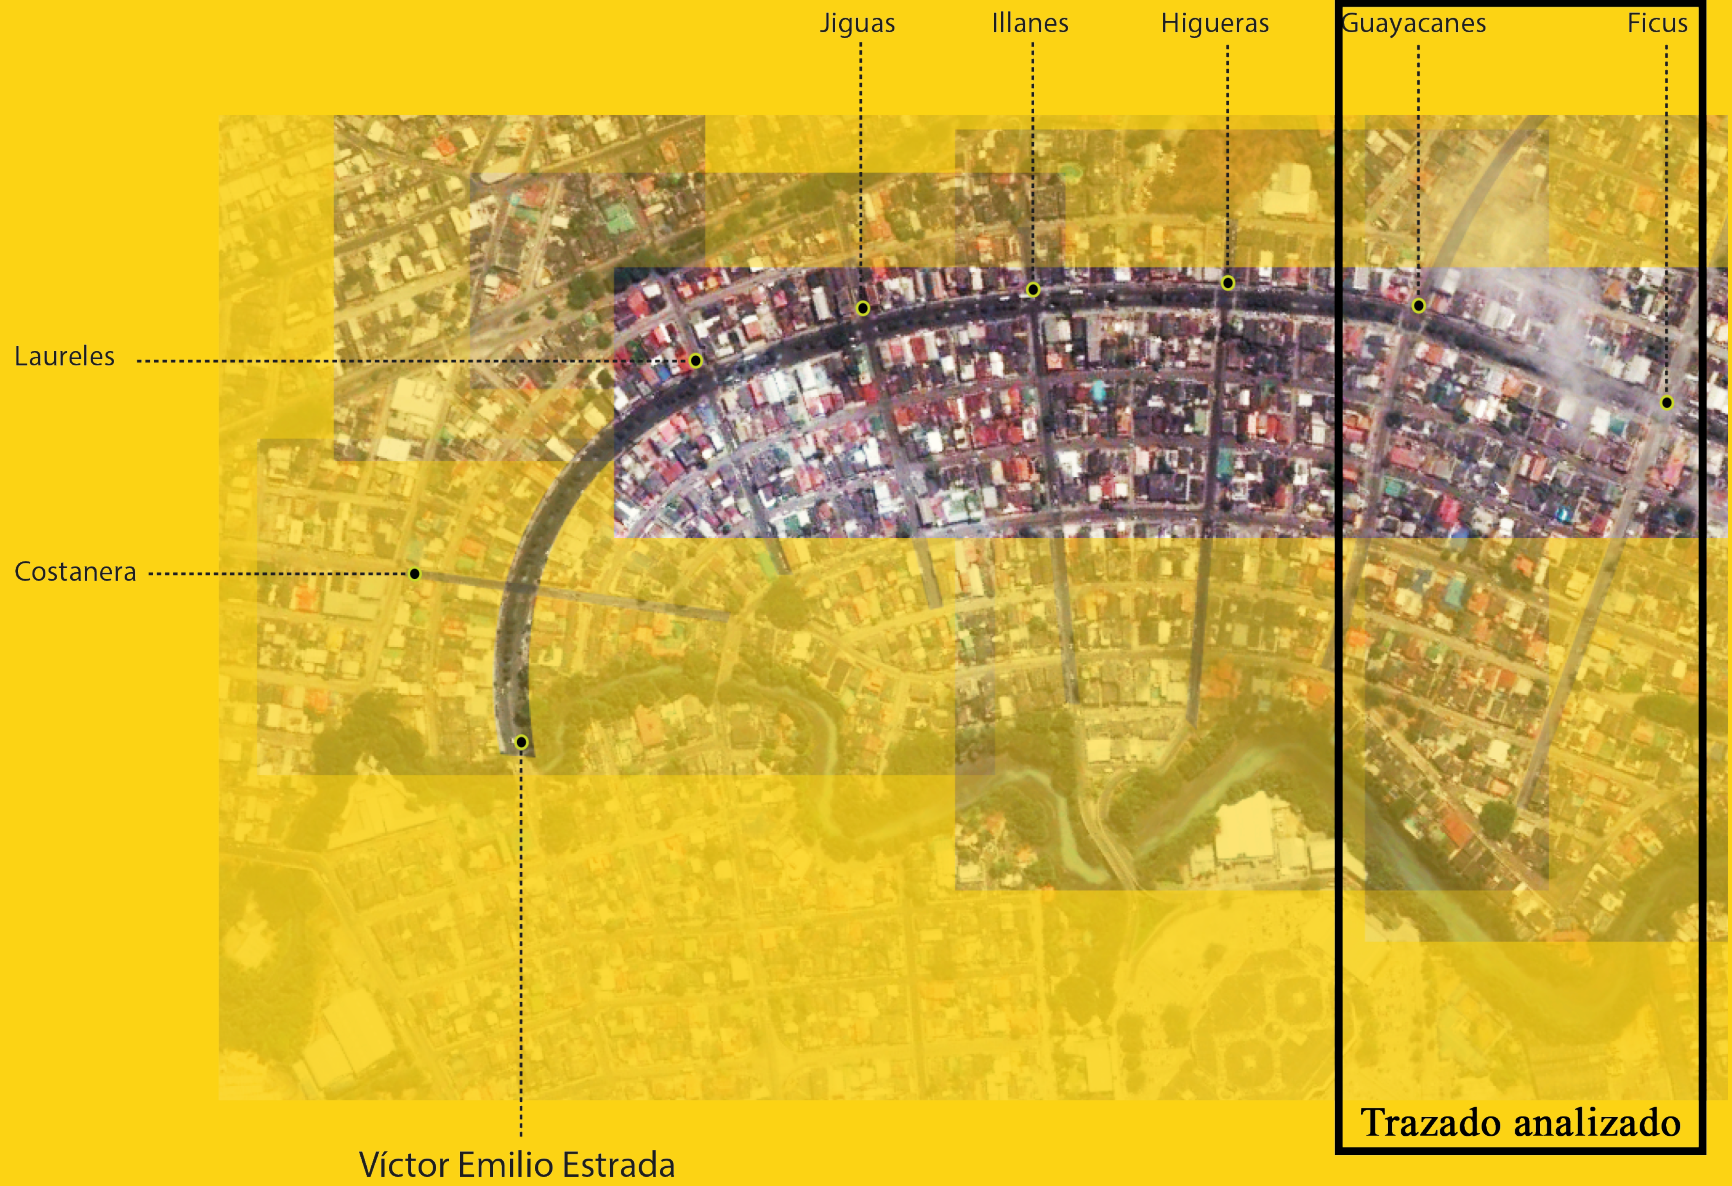 Jiguas
Illanes
Higueras
Guayacanes
Ficus
Laureles
Costanera
Trazado analizado
Víctor Emilio Estrada